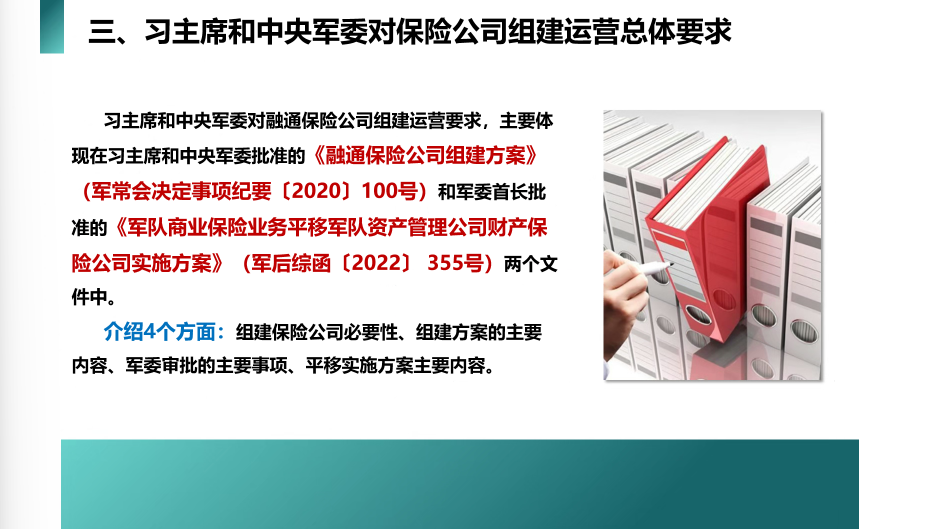 三、习主席和中央军委对保险公司组建运营总体要求
习主席和中央军委对融通保险公司组建运营要求，主要体
现在习主席和中央军委批准的《融通保险公司组建方案》
（军常会决定事项纪要〔2020〕100号）和军委首长批
准的《军队商业保险业务平移军队资产管理公司财产保
险公司实施方案》（军后综函〔2022〕 355号）两个文
件中。
介绍4个方面：组建保险公司必要性、组建方案的主要
内容、军委审批的主要事项、平移实施方案主要内容。